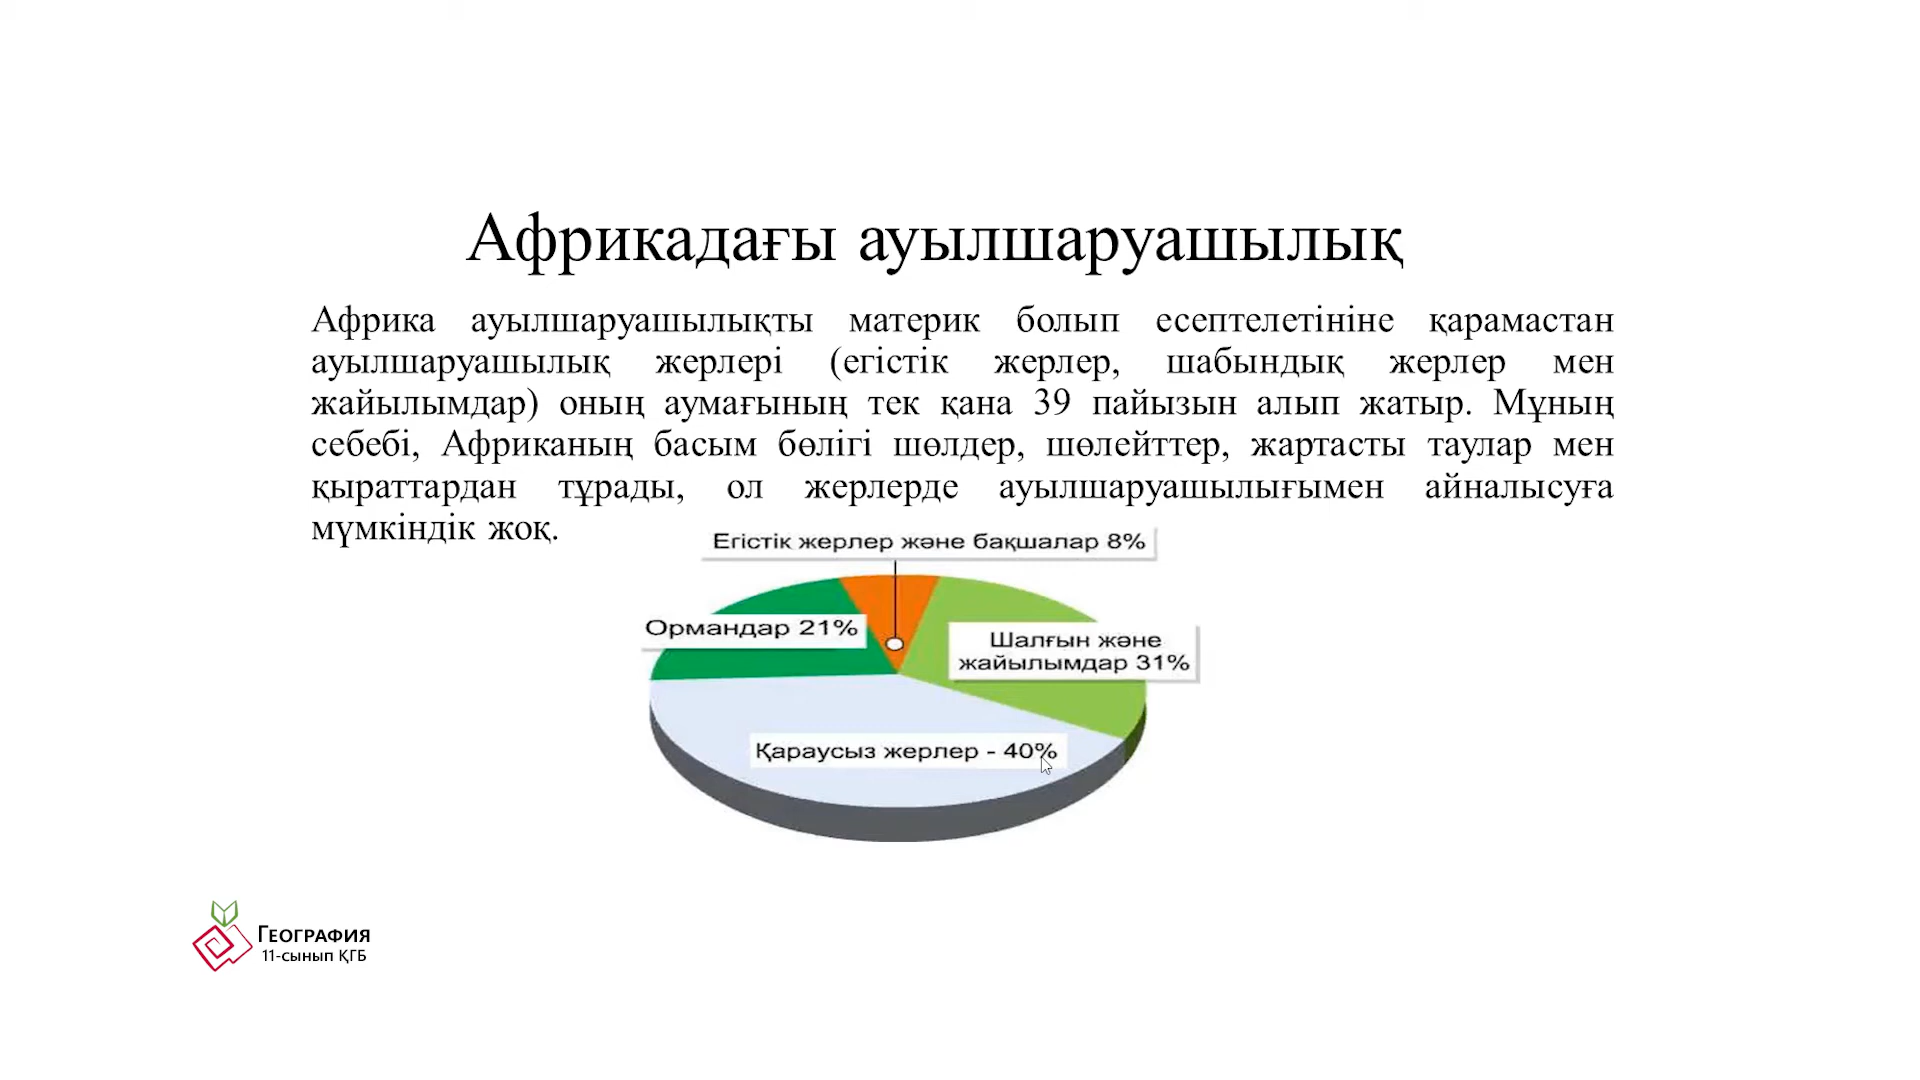 Африкадағы ауылшаруашылық
Африка ауылшаруашылықты материк болып есептелетініне қарамастан
ауылшаруашылық жерлері (егістік жерлер, шабындық жерлер мен
жайылымдар) оның аумағының тек қана 39 пайызын алып жатыр. Мұның
себебі, Африканың басым бөлігі шөлдер, шөлейттер, жартасты таулар мен
қыраттардан тұрады, ол жерлерде ауылшаруашылығымен айналысуға
мүмкіндік жоқ.
Егістік жерлер және бақшалар 8%
Ормандар 21%
Шалғын және
жайылымдар 31%
Қараусыз жерлер - 40%
География
11-сынып ҚГБ